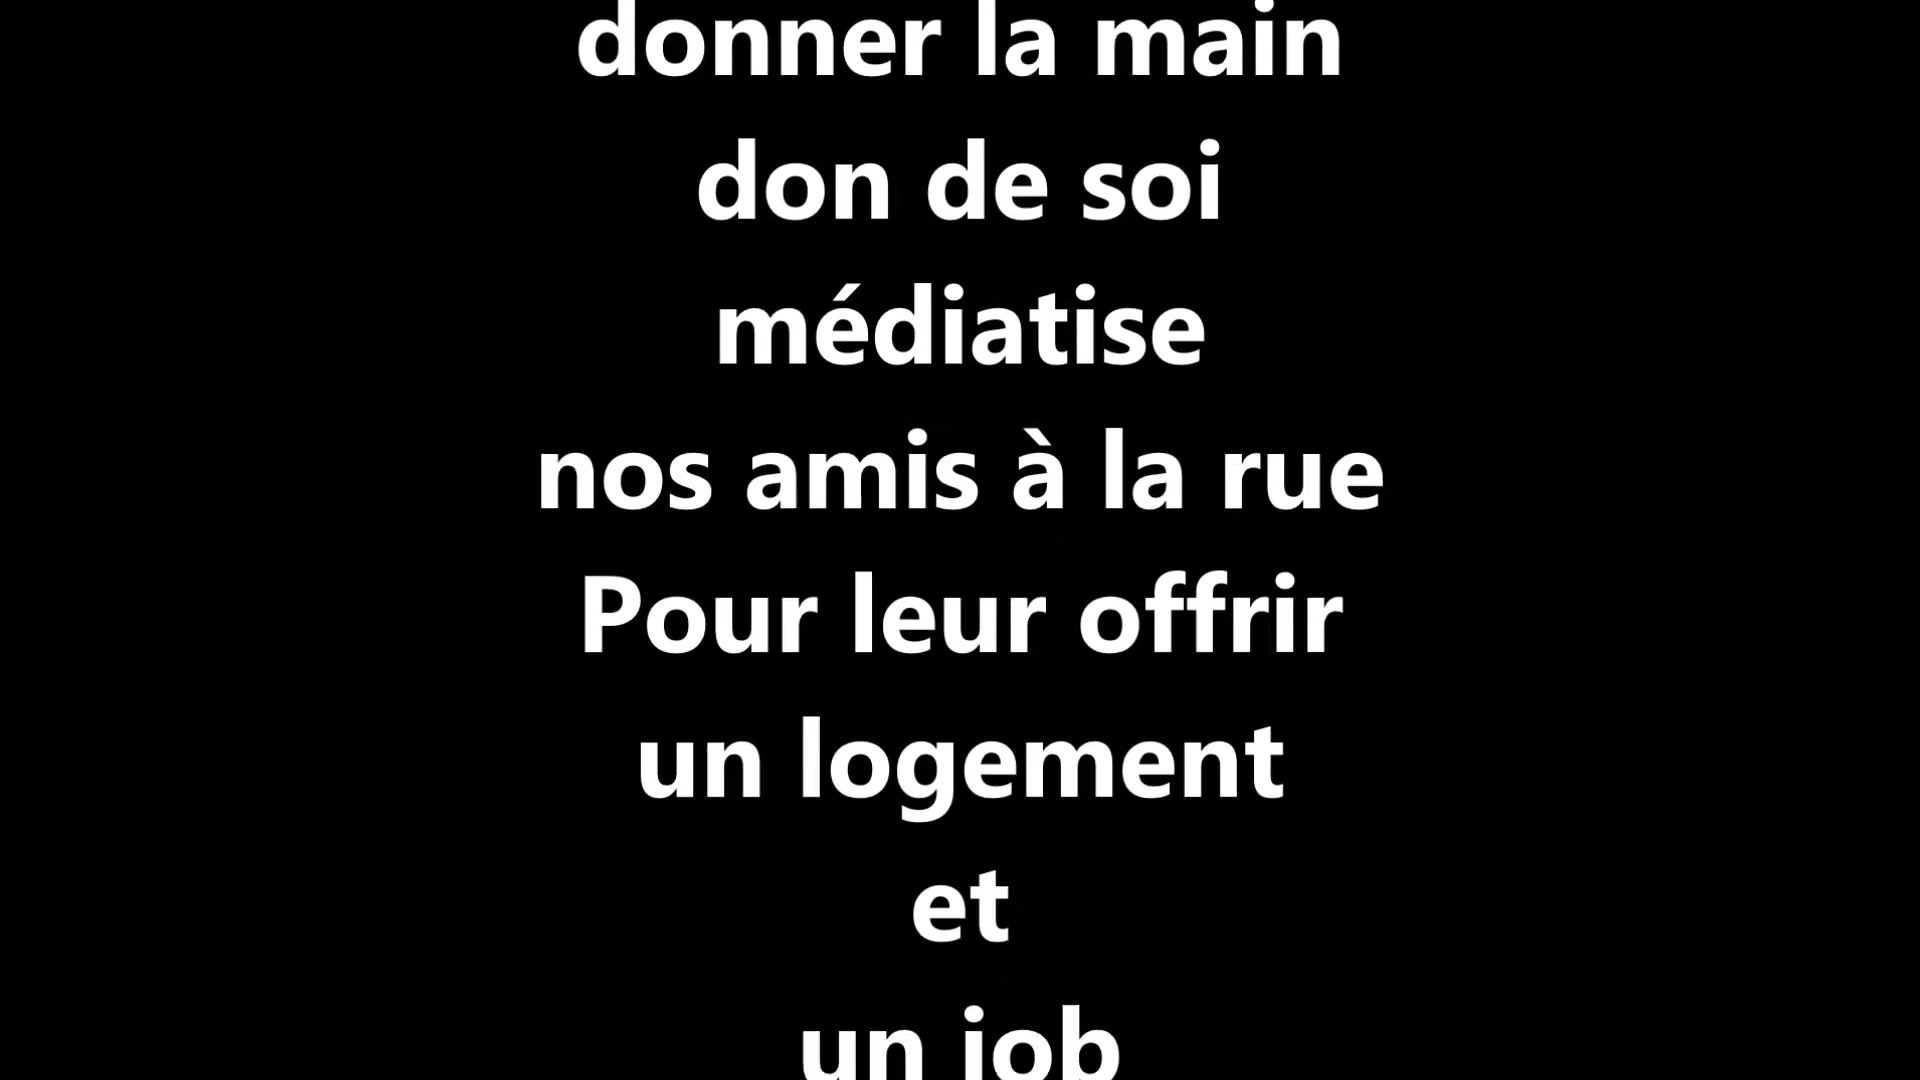 donner la main
don de soi
médiatise
nos amis à la rue
Pour leur offrir
un logement
et
un job